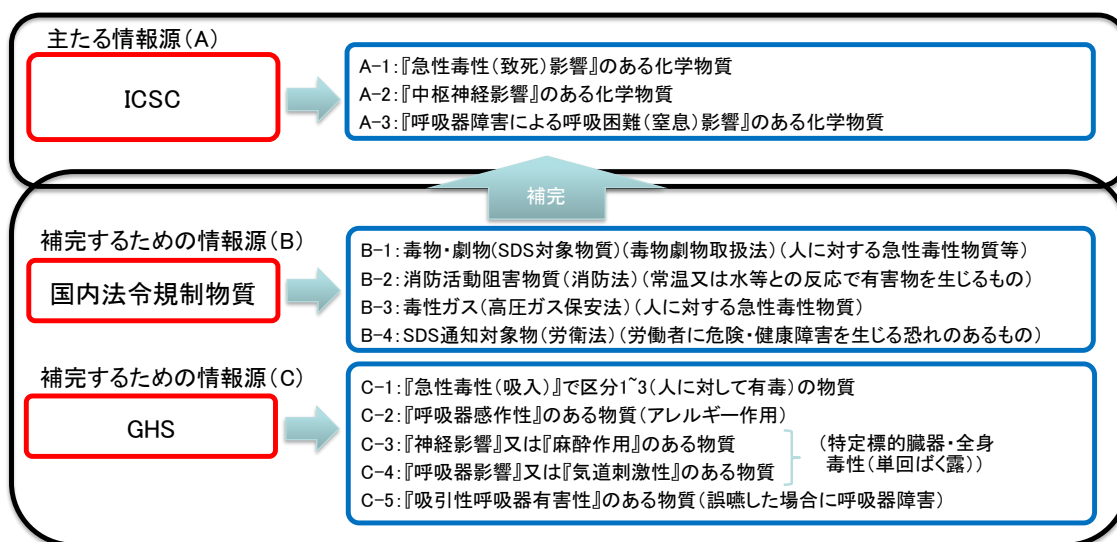 主たる情報源(A)
ICSC
A-1:『急性毒性(致死)影響』のある化学物質
A-2:『中枢神経影響』のある化学物質
A-3:『呼吸器障害による呼吸困難(窒息)影響』のある化学物質
補完
補完するための情報源(B)
国内法令規制物質
B-1:毒物・劇物(SDS対象物質)(毒物劇物取扱法)(人に対する急性毒性物質等)
B-2:消防活動阻害物質(消防法)(常温又は水等との反応で有害物を生じるもの)
B-3:毒性ガス(高圧ガス保安法)(人に対する急性毒性物質)
B-4:SDS通知対象物(労衛法)(労働者に危険・健康障害を生じる恐れのあるもの)
補完するための情報源(C)
GHS
C-1:『急性毒性(吸入)』で区分1~3(人に対して有毒)の物質
C-2:『呼吸器感作性』のある物質(アレルギー作用)
C-3:『神経影響』又は『麻酔作用』のある物質
C-4:『呼吸器影響』又は『気道刺激性』のある物質
(特定標的臓器・全身
毒性(単回ばく露))
C-5:『吸引性呼吸器有害性』のある物質(誤嚥した場合に呼吸器障害)